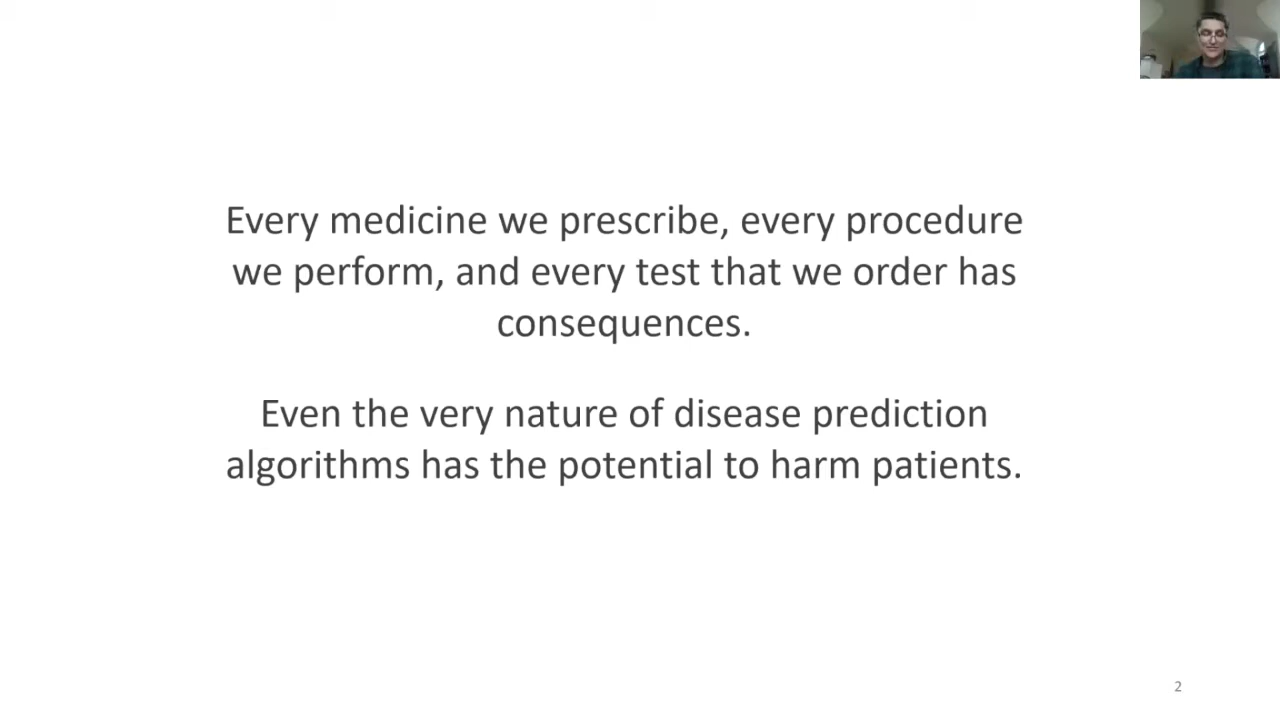 Every medicine we prescribe, every procedure
we perform, and every test that we order has
consequences.
Even the very nature of disease prediction
algorithms has the potential to harm patients.
2